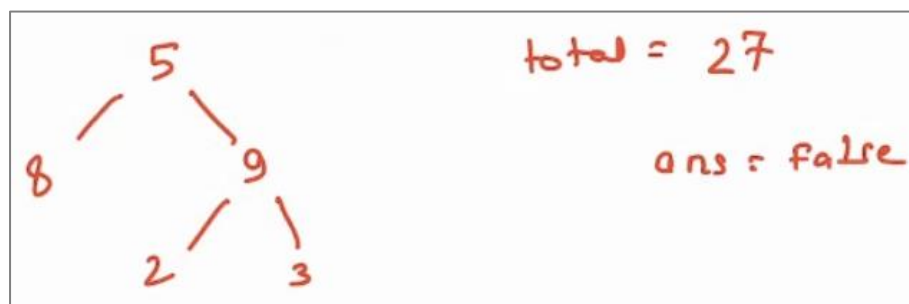 5
total = 27
8
9
ans = false
2
3